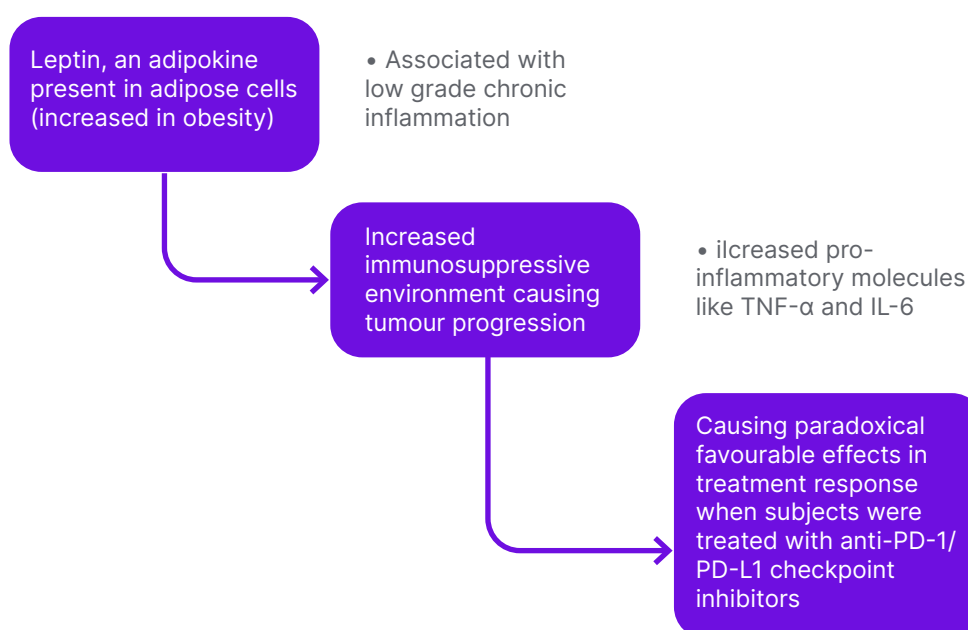 Leptin, an adipokine
present in adipose cells
(increased in obesity)
• Associated with
low grade chronic
inflammation
Increased
immunosuppressive
environment causing
tumour progression
• ilcreased pro-
inflammatory molecules
like TNF-α and IL-6
Causing paradoxical
favourable effects in
treatment response
when subjects were
treated with anti-PD-1/
PD-L1 checkpoint
inhibitors